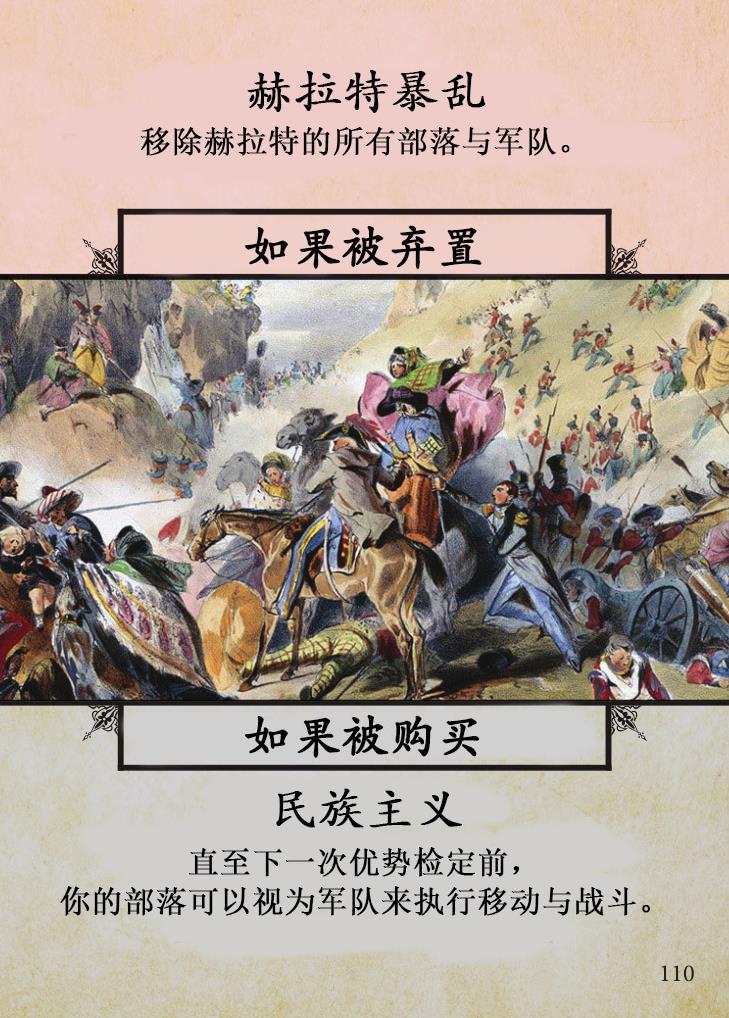 赫拉特暴乱
移除赫拉特的所有部落与军队。
如果被弃置
如果被购买
民族主义
直至下一次优势检定前，
你的部落可以视为军队来执行移动与战斗。
110